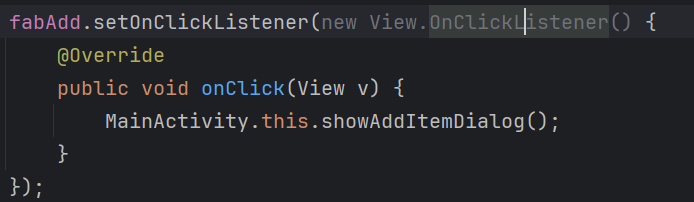 fabAdd.setOnClickListener(new View.OnClickListener() {
    @Override
    public void onClick(View v) {
        MainActivity.this.showAddItemDialog();
    }
});